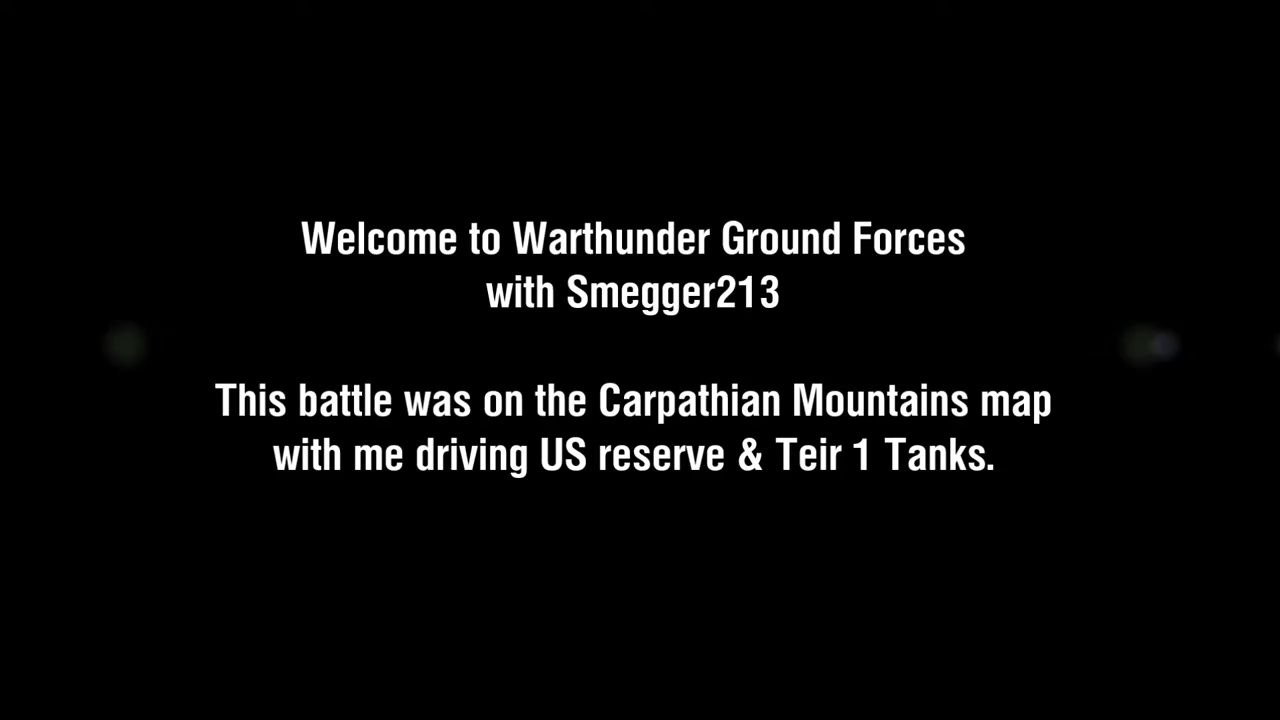 Welcome to Warthunder Ground Forces
with Smegger213
This battle was on the Carpathian Mountains map
with me driving US reserve & Teir 1 Tanks.